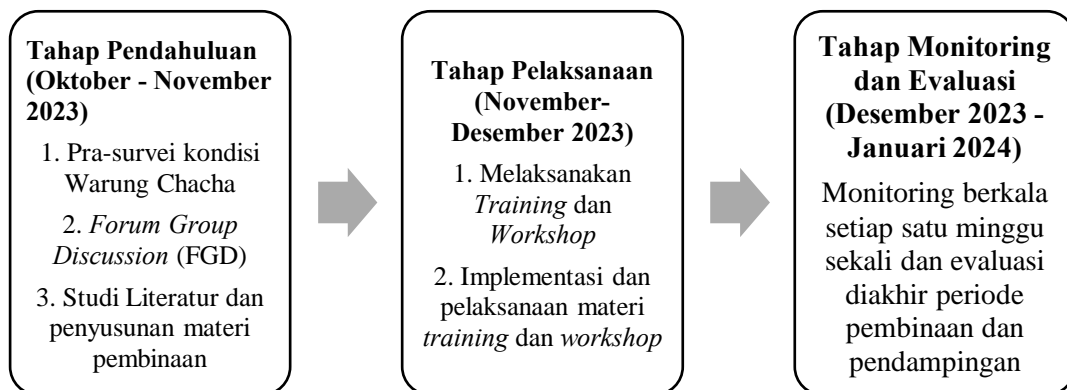 Tahap Pendahuluan
(Oktober - November
2023)
1. Pra-survei kondisi
Warung Chacha
2. Forum Group
Discussion (FGD)
3. Studi Literatur dan
penyusunan materi
pembinaan
Tahap Pelaksanaan
(November-
Desember 2023)
1. Melaksanakan
Training dan
Workshop
2. Implementasi dan
pelaksanaan materi
training dan workshop
Tahap Monitoring
dan Evaluasi
(Desember 2023 -
Januari 2024)
Monitoring berkala
setiap satu minggu
sekali dan evaluasi
diakhir periode
pembinaan dan
pendampingan